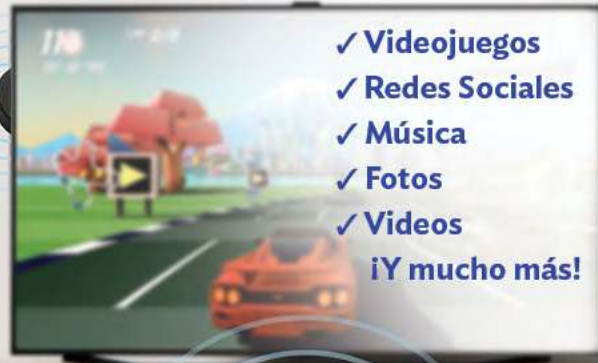 ✓ Videojuegos
✓ Redes Sociales
✓ Música
✓ Fotos
✓ Videos
¡Y mucho más!